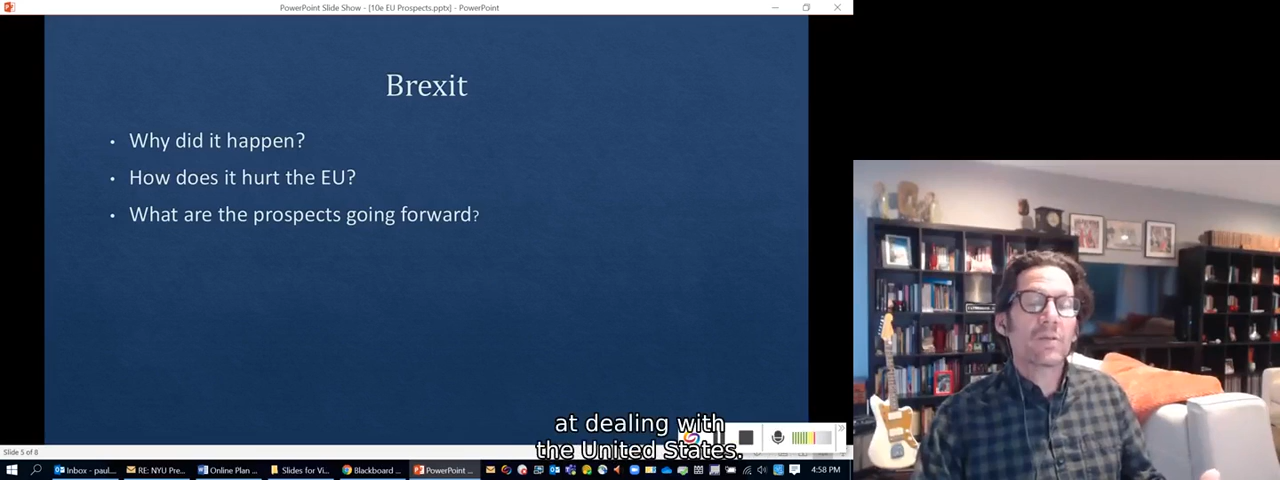 PowerPoint Slide Show - [10e EU Prospects.pptx] - PowerPoint
Brexit
• Why did it happen?
• How does it hurt the EU?
• What are the prospects going forward?
at dealing with
the United States.
Slide 5 of 8
Inbox - paul...
RE: NYU Pre...
Online Plan ...
Slides for Vi...
Blackboard ...
PowerPoint ...
4:58 PM